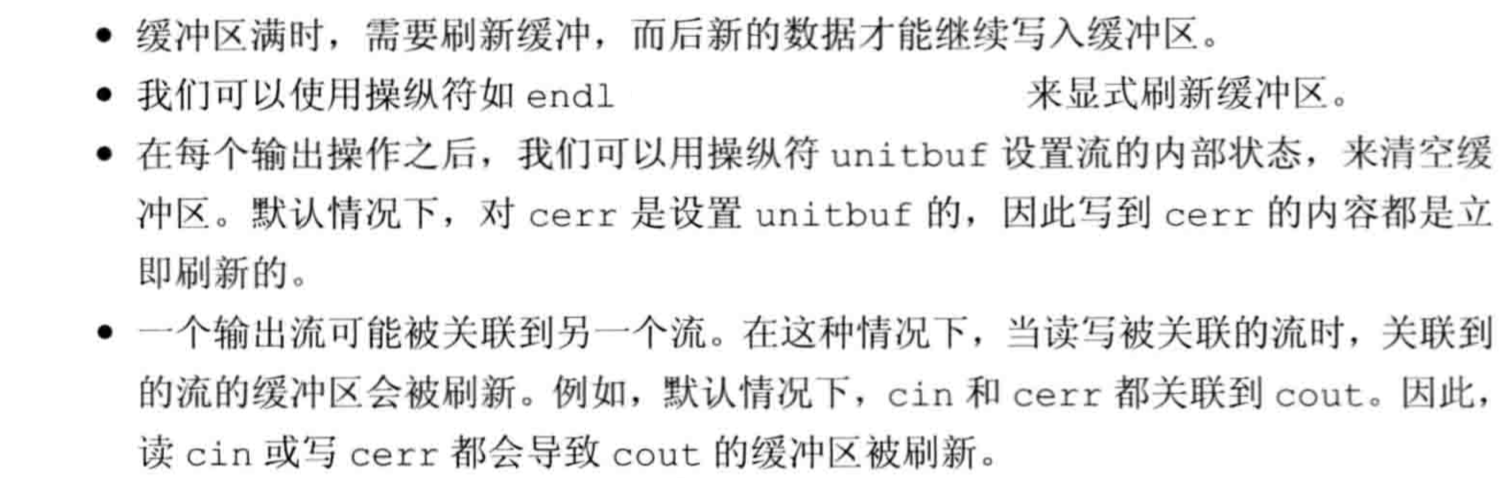 • 缓冲区满时，需要刷新缓冲，而后新的数据才能继续写入缓冲区。
• 我们可以使用操纵符如 endl 来显式刷新缓冲区。
• 在每个输出操作之后，我们可以用操纵符 unitbuf 设置流的内部状态，来清空缓
冲区。默认情况下，对 cerr 是设置 unitbuf 的，因此写到 cerr 的内容都是立
即刷新的。
• 一个输出流可能被关联到另一个流。在这种情况下，当读写被关联的流时，关联到
的流的缓冲区会被刷新。例如，默认情况下，cin 和 cerr 都关联到 cout。因此，
读 cin 或写 cerr 都会导致 cout 的缓冲区被刷新。